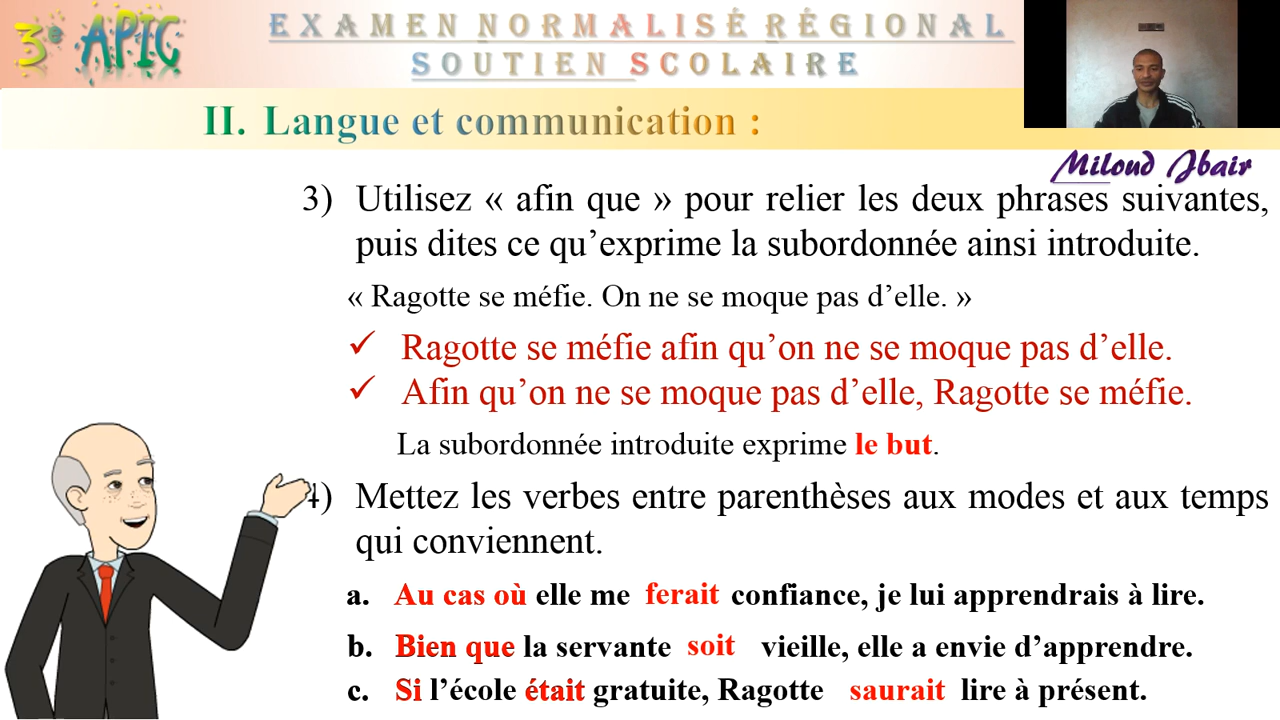 3e APIC
EXAMEN NORMALISÉ RÉGIONAL
SOUTIEN SCOLAIRE
II. Langue et communication :
Miloud Jbair
3) Utilisez « afin que » pour relier les deux phrases suivantes,
puis dites ce qu’exprime la subordonnée ainsi introduite.
« Ragotte se méfie. On ne se moque pas d’elle. »
✓ Ragotte se méfie afin qu’on ne se moque pas d’elle.
✓ Afin qu’on ne se moque pas d’elle, Ragotte se méfie.
La subordonnée introduite exprime le but.
4) Mettez les verbes entre parenthèses aux modes et aux temps
qui conviennent.
a. Au cas où elle me ferait confiance, je lui apprendrais à lire.
b. Bien que la servante soit vieille, elle a envie d’apprendre.
c. Si l’école était gratuite, Ragotte saurait lire à présent.